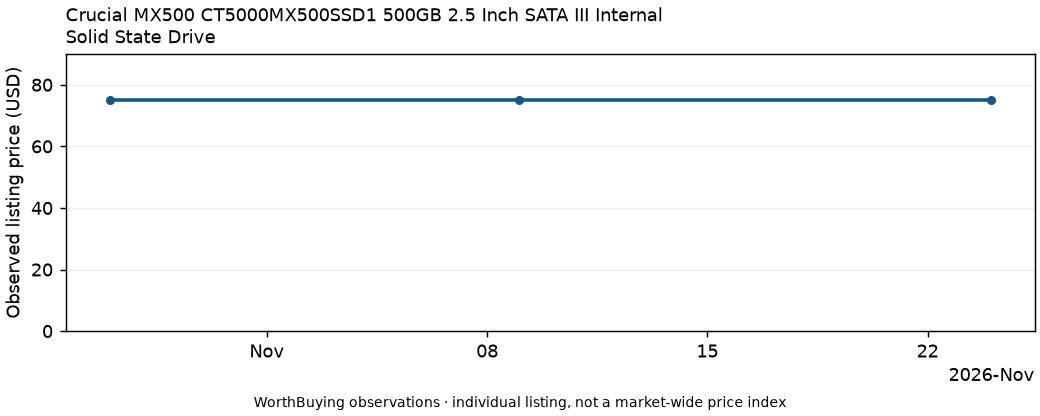 Crucial MX500 CT5000MX500SSD1 500GB 2.5 Inch SATA III Internal
Solid State Drive
Observed listing price (USD)
80
60
40
20
0
Nov
08
15
22
2026-Nov
WorthBuying observations · individual listing, not a market-wide price index